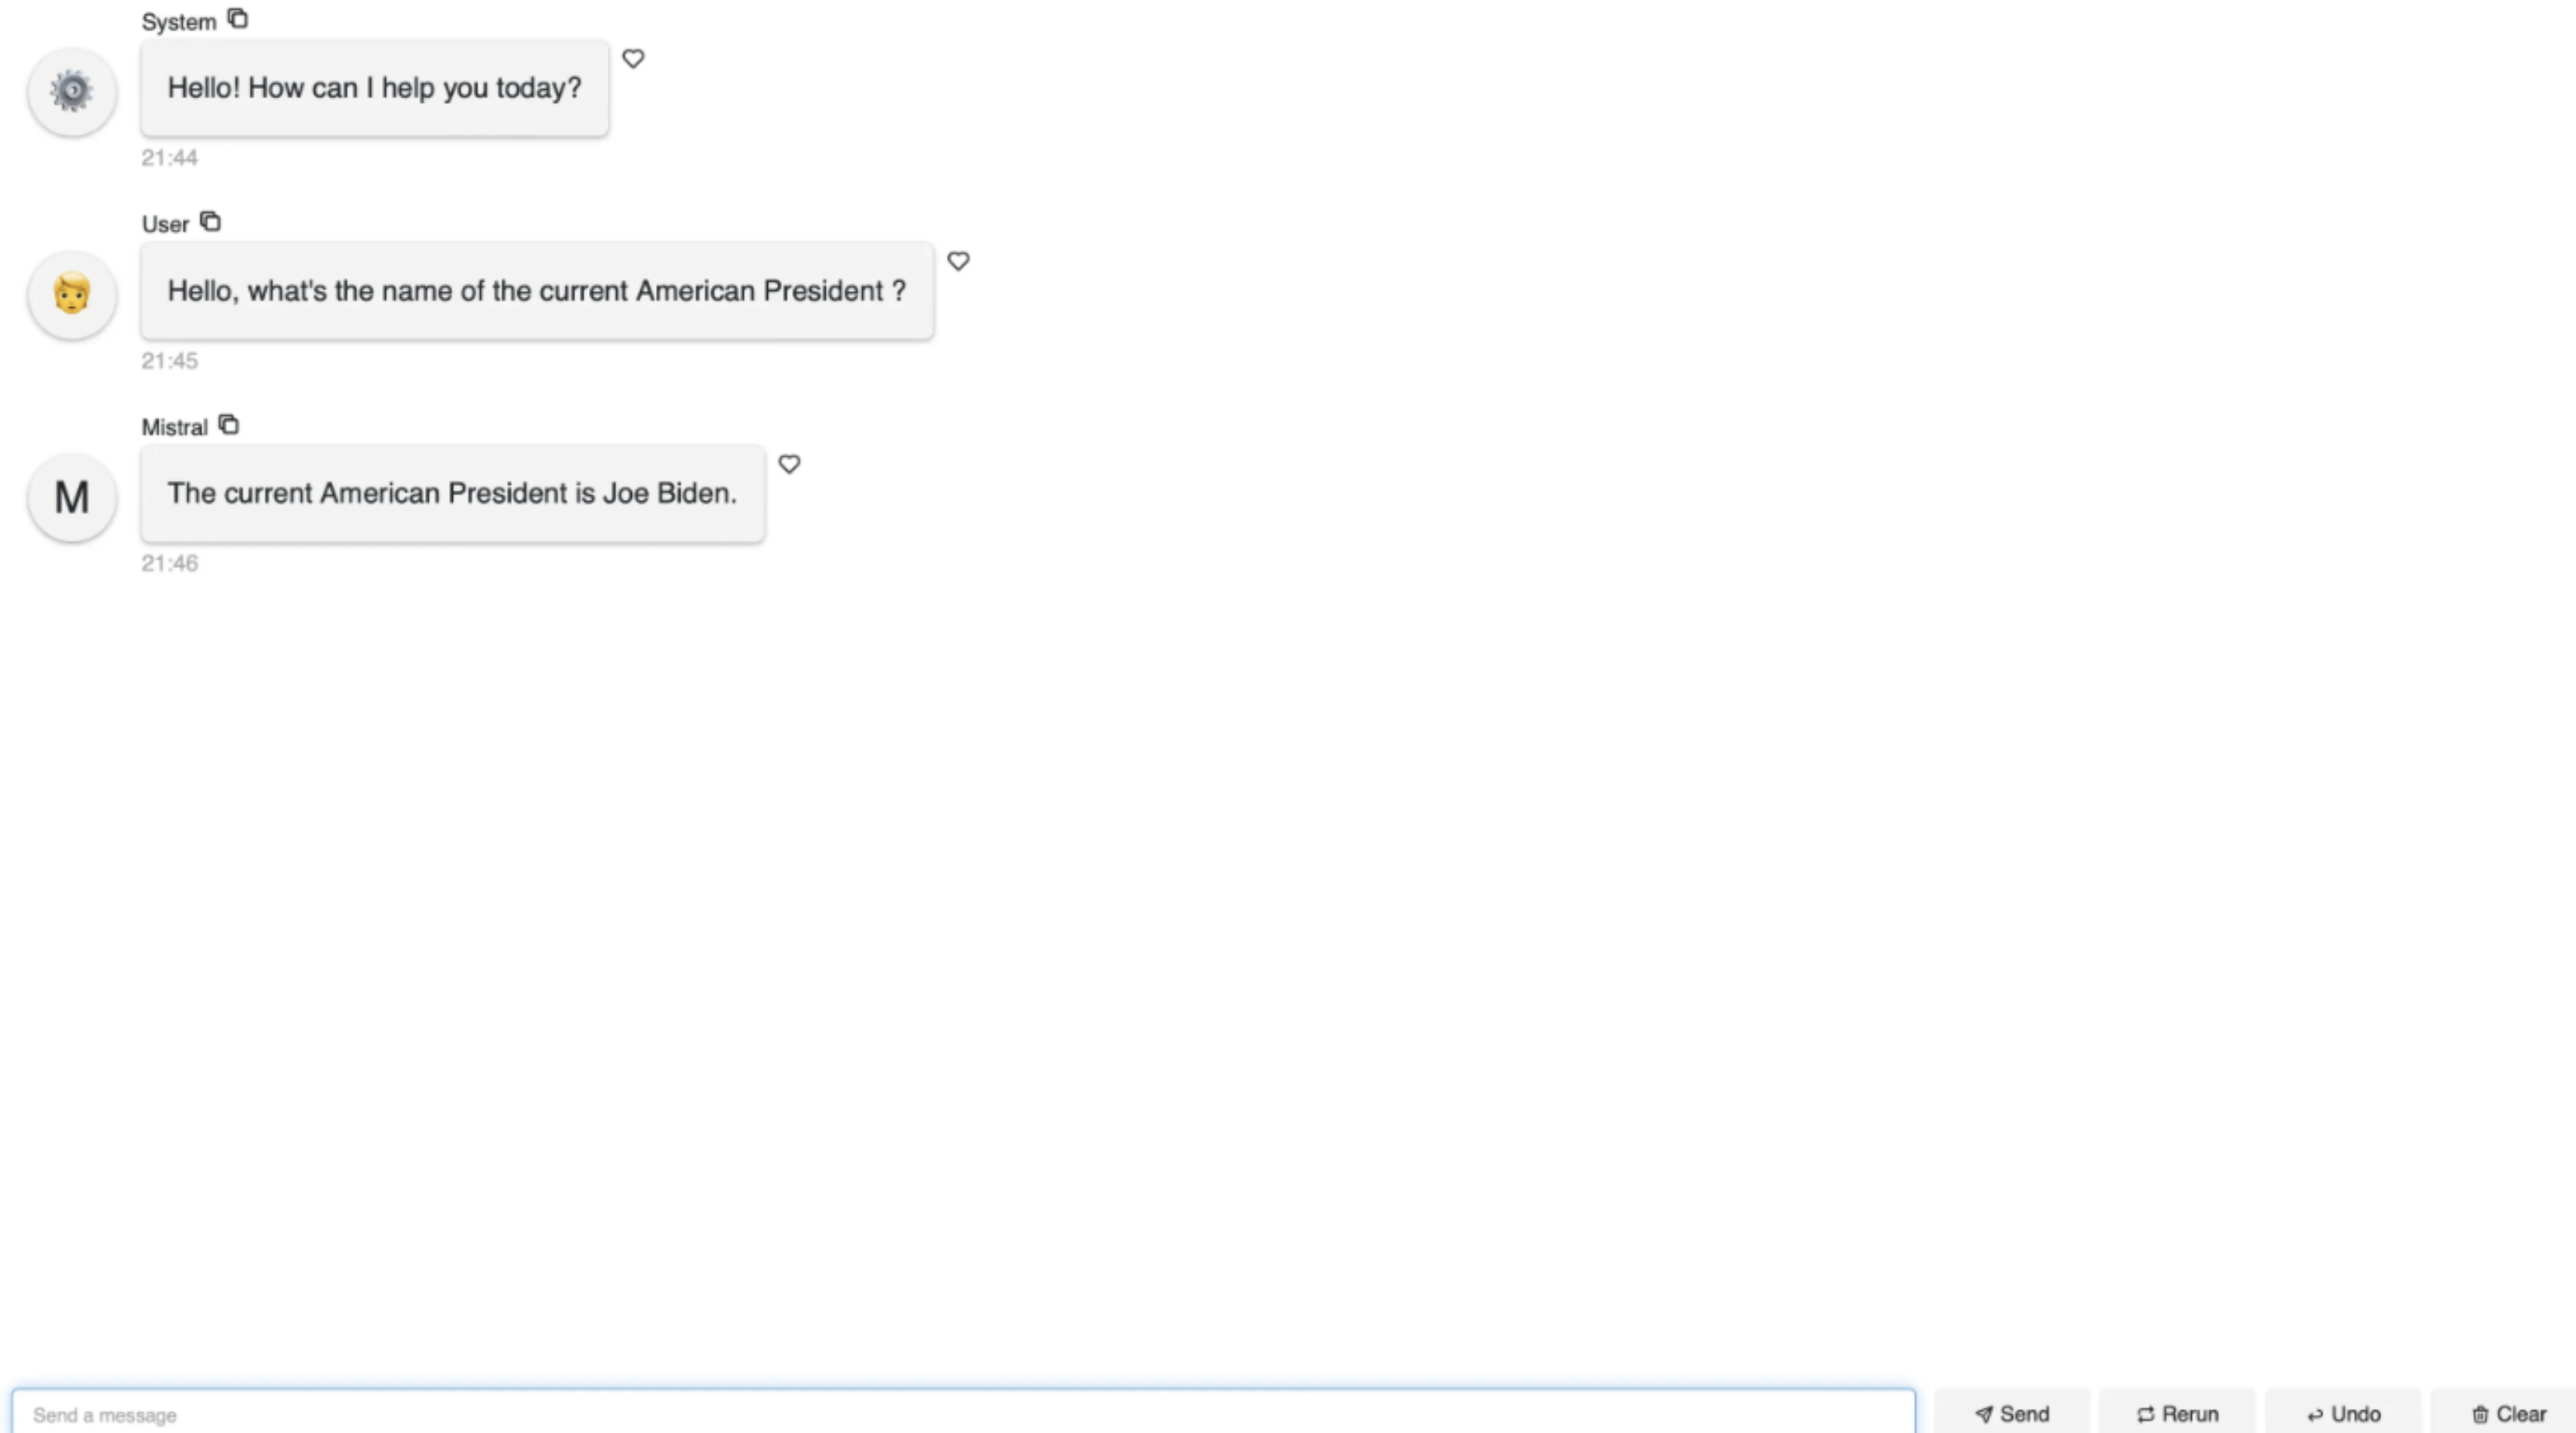 System
Hello! How can I help you today?
21:44
User
Hello, what's the name of the current American President ?
21:45
Mistral
M
The current American President is Joe Biden.
21:46
Send a message
Send
Rerun
Undo
Clear